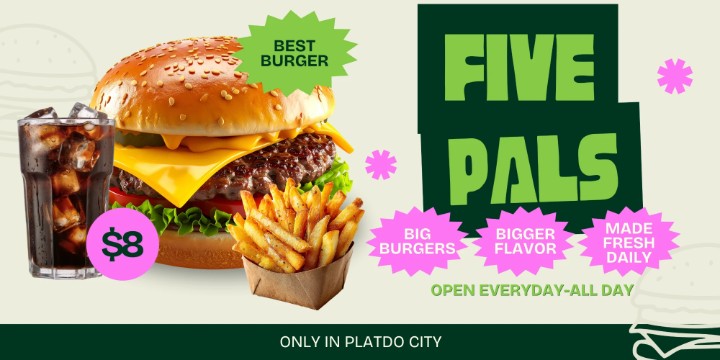 BEST
BURGER
FIVE
PALS
$8
BIG
BURGERS
BIGGER
FLAVOR
MADE
FRESH
DAILY
OPEN EVERYDAY-ALL DAY
ONLY IN PLATDO CITY